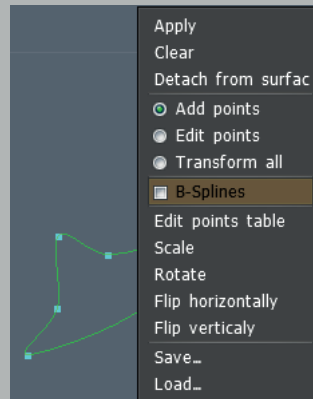 Apply
Clear
Detach from surfac
Add points
Edit points
Transform all
B-Splines
Edit points table
Scale
Rotate
Flip horizontally
Flip verticaly
Save…
Load…